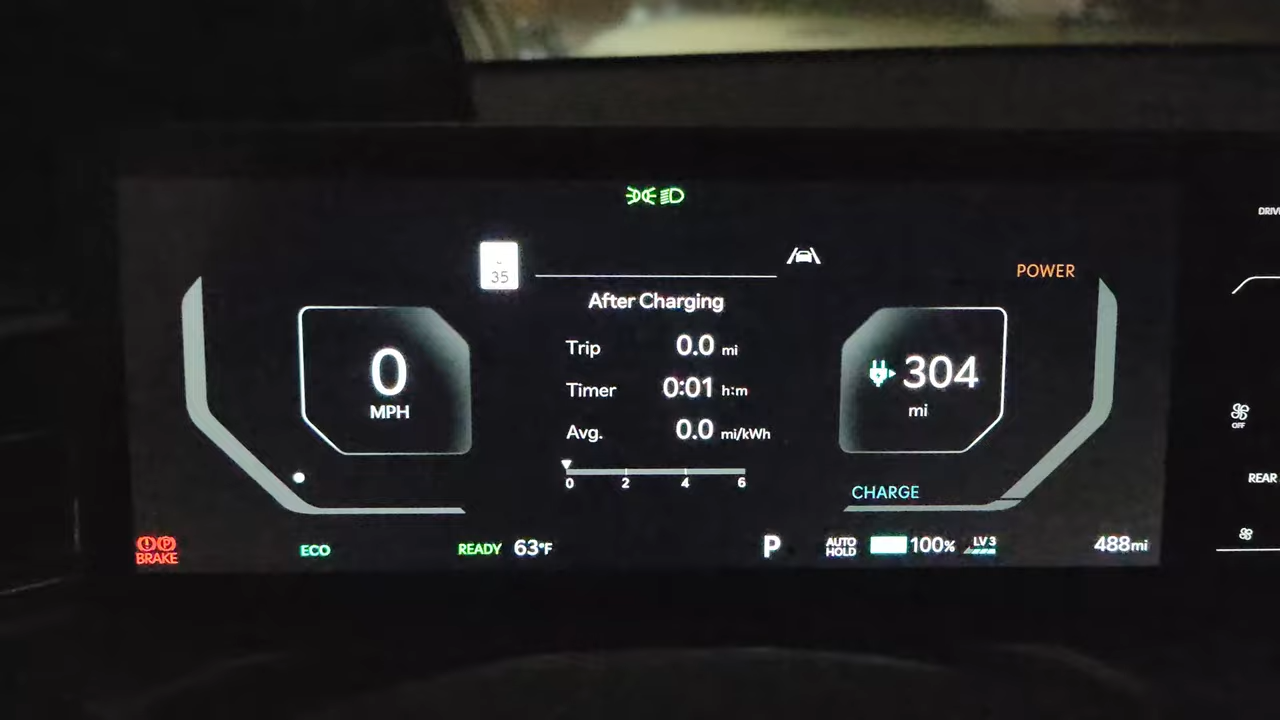 DRIV
35
POWER
After Charging
Trip 0.0 mi
Timer 0:01 h:m
Avg. 0.0 mi/kWh
0 2 4 6
0
MPH
304
mi
OFF
REAR
CHARGE
BRAKE
ECO
READY 63°F
P
AUTO
HOLD
100%
LV 3
488mi